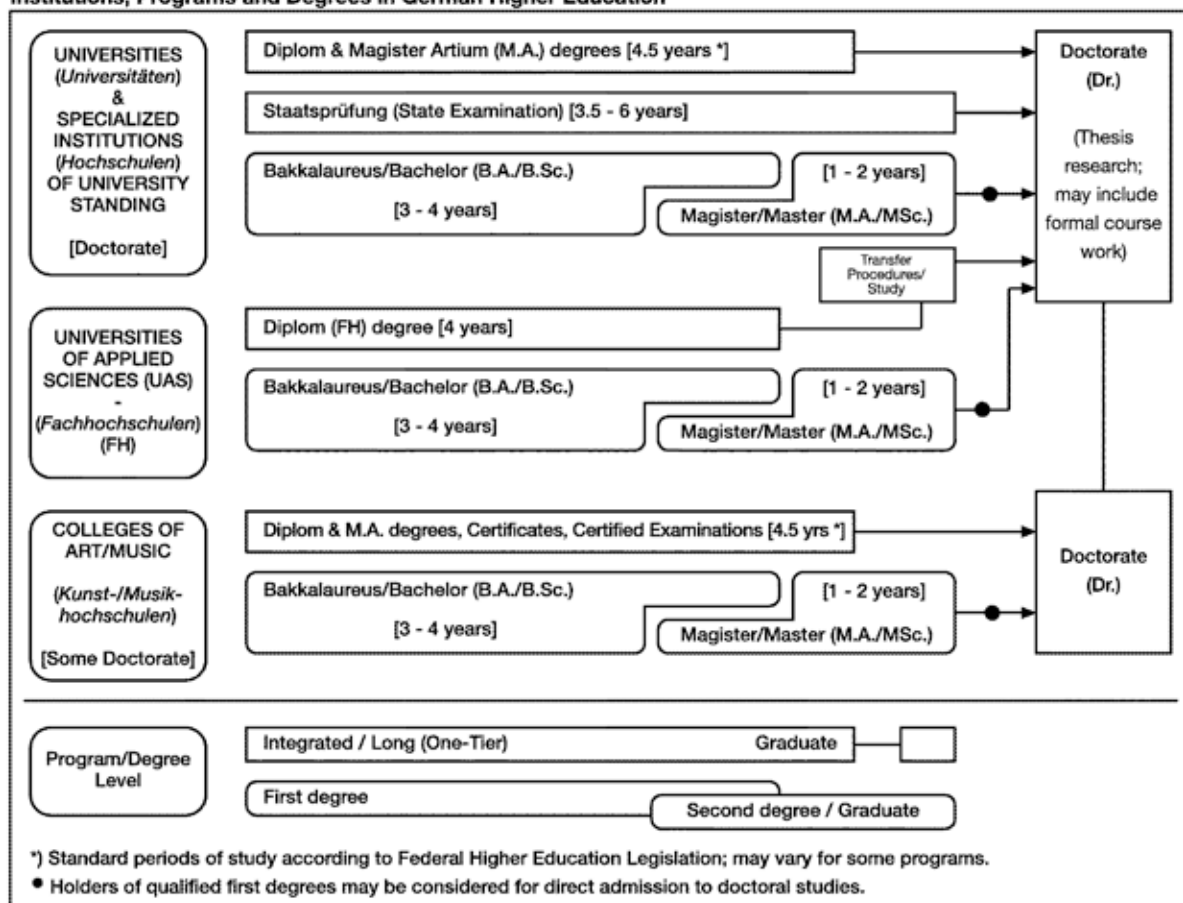 Institutions, Programs and Degrees in German Higher Education
UNIVERSITIES
(Universitäten)
&
SPECIALIZED
INSTITUTIONS
(Hochschulen)
OF UNIVERSITY
STANDING
[Doctorate]
Diplom & Magister Artium (M.A.) degrees [4.5 years *]
Staatsprüfung (State Examination) [3.5 - 6 years]
Bakkalaureus/Bachelor (B.A./B.Sc.)
[3 - 4 years]
[1 - 2 years]
Magister/Master (M.A./MSc.)
Transfer
Procedures/
Study
Doctorate
(Dr.)
(Thesis
research;
may include
formal course
work)
UNIVERSITIES
OF APPLIED
SCIENCES (UAS)
-
(Fachhochschulen)
(FH)
Diplom (FH) degree [4 years]
Bakkalaureus/Bachelor (B.A./B.Sc.)
[3 - 4 years]
[1 - 2 years]
Magister/Master (M.A./MSc.)
COLLEGES OF
ART/MUSIC
(Kunst-/Musik-
hochschulen)
[Some Doctorate]
Diplom & M.A. degrees, Certificates, Certified Examinations [4.5 yrs *]
Bakkalaureus/Bachelor (B.A./B.Sc.)
[3 - 4 years]
[1 - 2 years]
Magister/Master (M.A./MSc.)
Doctorate
(Dr.)
Program/Degree
Level
Integrated / Long (One-Tier) Graduate
First degree
Second degree / Graduate
*) Standard periods of study according to Federal Higher Education Legislation; may vary for some programs.
● Holders of qualified first degrees may be considered for direct admission to doctoral studies.